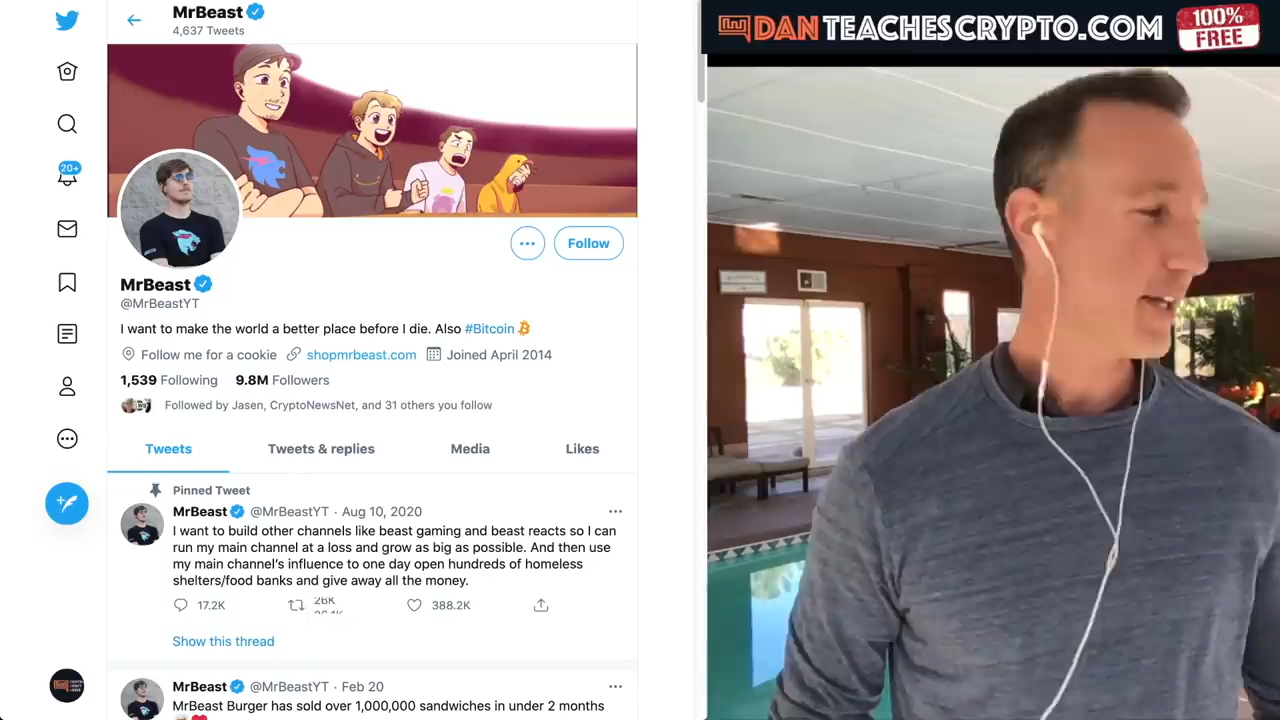 MrBeast
4,637 Tweets
DANTEACHESCRYPTO.COM
100%
FREE
20+
Follow
MrBeast
@MrBeastYT
I want to make the world a better place before I die. Also #Bitcoin
Follow me for a cookie shopmrbeast.com Joined April 2014
1,539 Following 9.8M Followers
Followed by Jasen, CryptoNewsNet, and 31 others you follow
Tweets Tweets & replies Media Likes
Pinned Tweet
MrBeast @MrBeastYT · Aug 10, 2020
I want to build other channels like beast gaming and beast reacts so I can
run my main channel at a loss and grow as big as possible. And then use
my main channel's influence to one day open hundreds of homeless
shelters/food banks and give away all the money.
17.2K 388.2K
Show this thread
MrBeast @MrBeastYT · Feb 20
MrBeast Burger has sold over 1,000,000 sandwiches in under 2 months